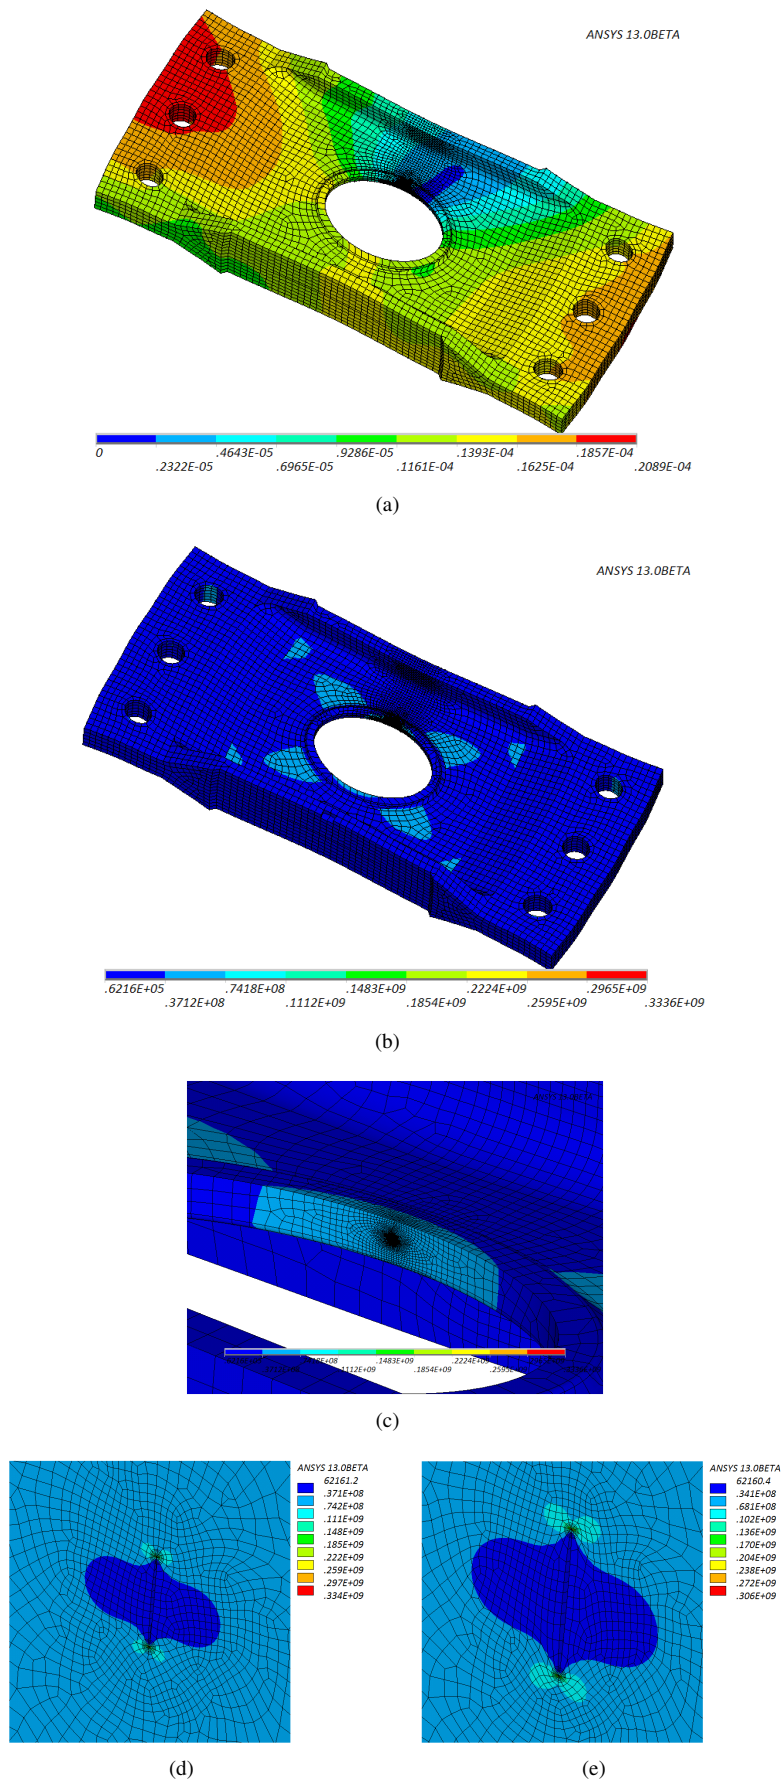 ANSYS 13.0BETA
0 .4643E-05 .9286E-05 .1393E-04 .1857E-04
.2322E-05 .6965E-05 .1161E-04 .1625E-04 .2089E-04
(a)
ANSYS 13.0BETA
.6216E+05 .7418E+08 .1483E+09 .2224E+09 .2965E+09
.3712E+08 .1112E+09 .1854E+09 .2595E+09 .3336E+09
(b)
.1483E+09 .2224E+09
.1112E+09 .1854E+09
(c)
ANSYS 13.0BETA
62161.2
.371E+08
.742E+08
.111E+09
.148E+09
.185E+09
.222E+09
.259E+09
.297E+09
.334E+09
(d)
ANSYS 13.0BETA
62160.4
.341E+08
.681E+08
.102E+09
.136E+09
.170E+09
.204E+09
.238E+09
.272E+09
.306E+09
(e)